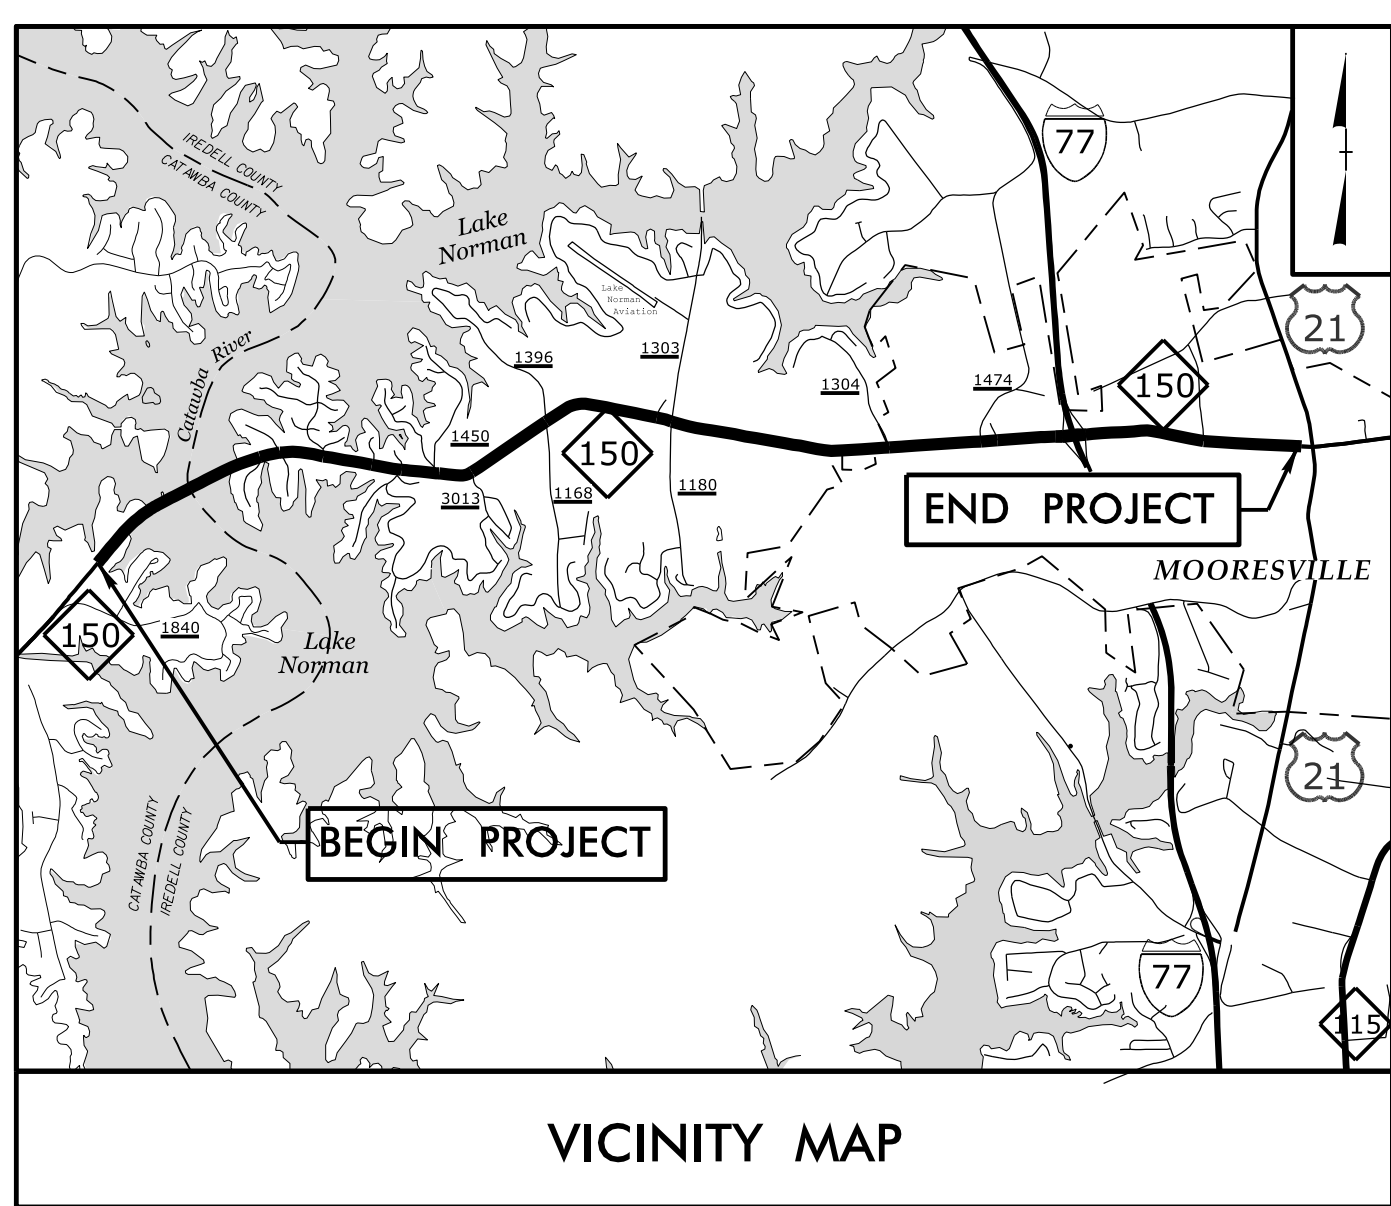 77
IREDELL COUNTY
CATAWBA COUNTY
Lake
Norman
Lake
Norman
Aviation
21
Catawba River
1396
1303
1304
1474
150
1450
150
3013
1168
1180
END PROJECT
MOORESVILLE
150
1840
Lake
Norman
21
CATAWBA COUNTY
IREDELL COUNTY
BEGIN PROJECT
77
115
VICINITY MAP